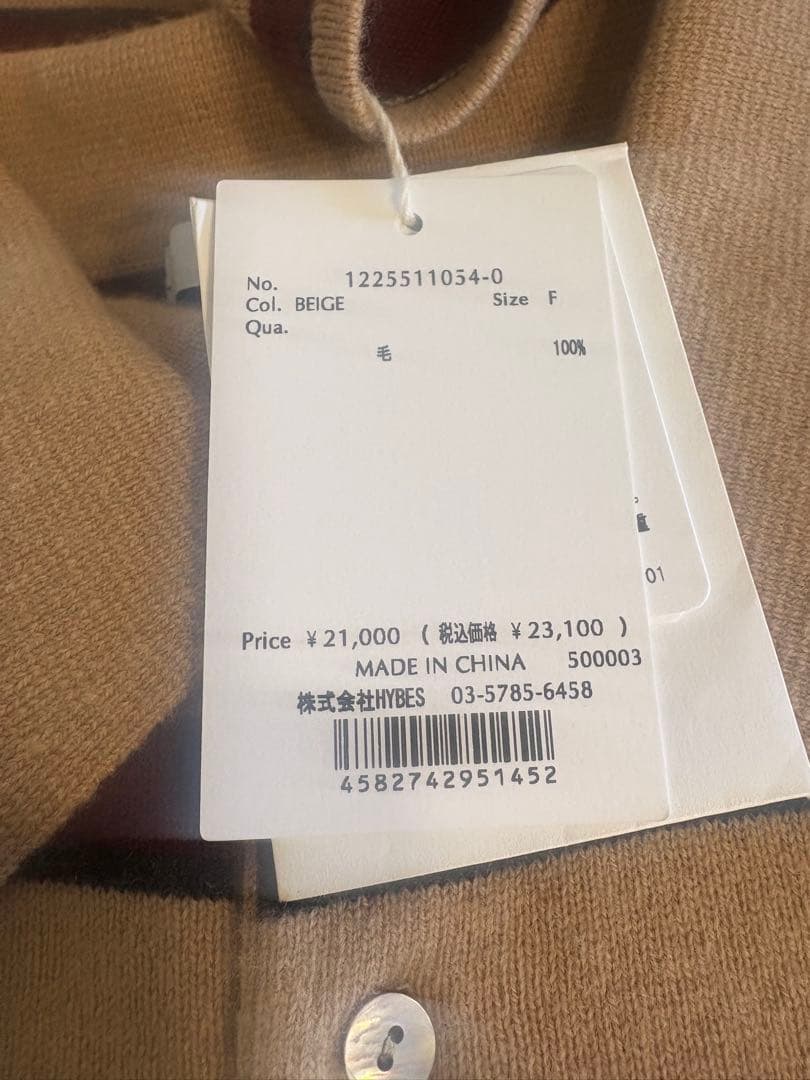 No. 1225511054-0
Col. BEIGE Size F
Qua.
毛 100%
01
Price ¥21,000 ( 税込価格 ¥23,100 )
MADE IN CHINA 500003
株式会社HYBES 03-5785-6458
4582742951452